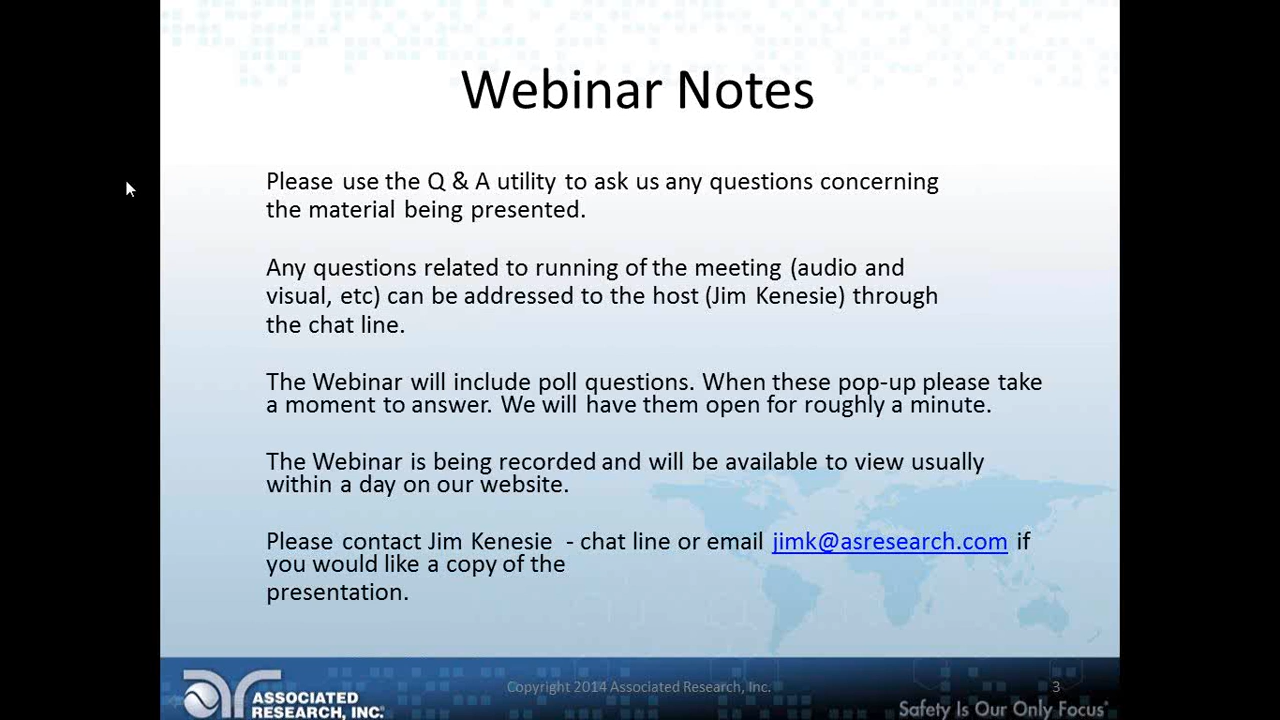 Webinar Notes
Please use the Q & A utility to ask us any questions concerning
the material being presented.
Any questions related to running of the meeting (audio and
visual, etc) can be addressed to the host (Jim Kenesie) through
the chat line.
The Webinar will include poll questions. When these pop-up please take
a moment to answer. We will have them open for roughly a minute.
The Webinar is being recorded and will be available to view usually
within a day on our website.
Please contact Jim Kenesie - chat line or email jimk@asresearch.com if
you would like a copy of the
presentation.
ASSOCIATED
RESEARCH, INC.
Copyright 2014 Associated Research, Inc.
3
Safety Is Our Only Focus